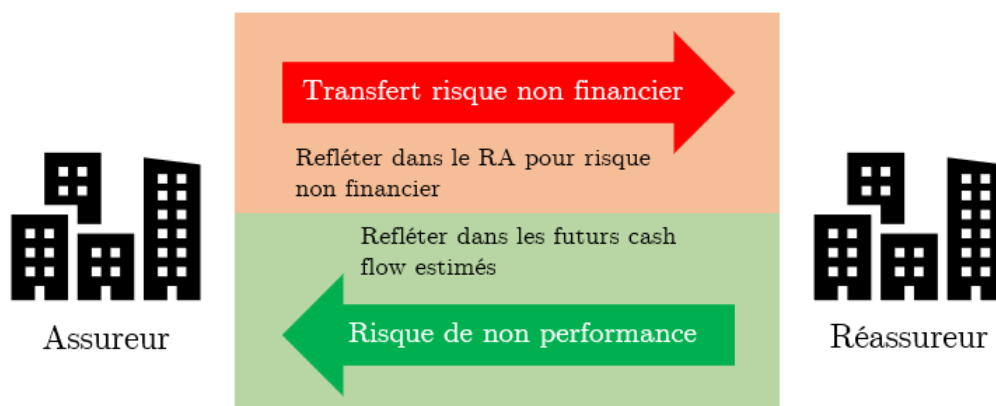 Transfert risque non financier
Refléter dans le RA pour risque
non financier
Refléter dans les futurs cash
flow estimés
Risque de non performance
Assureur
Réassureur